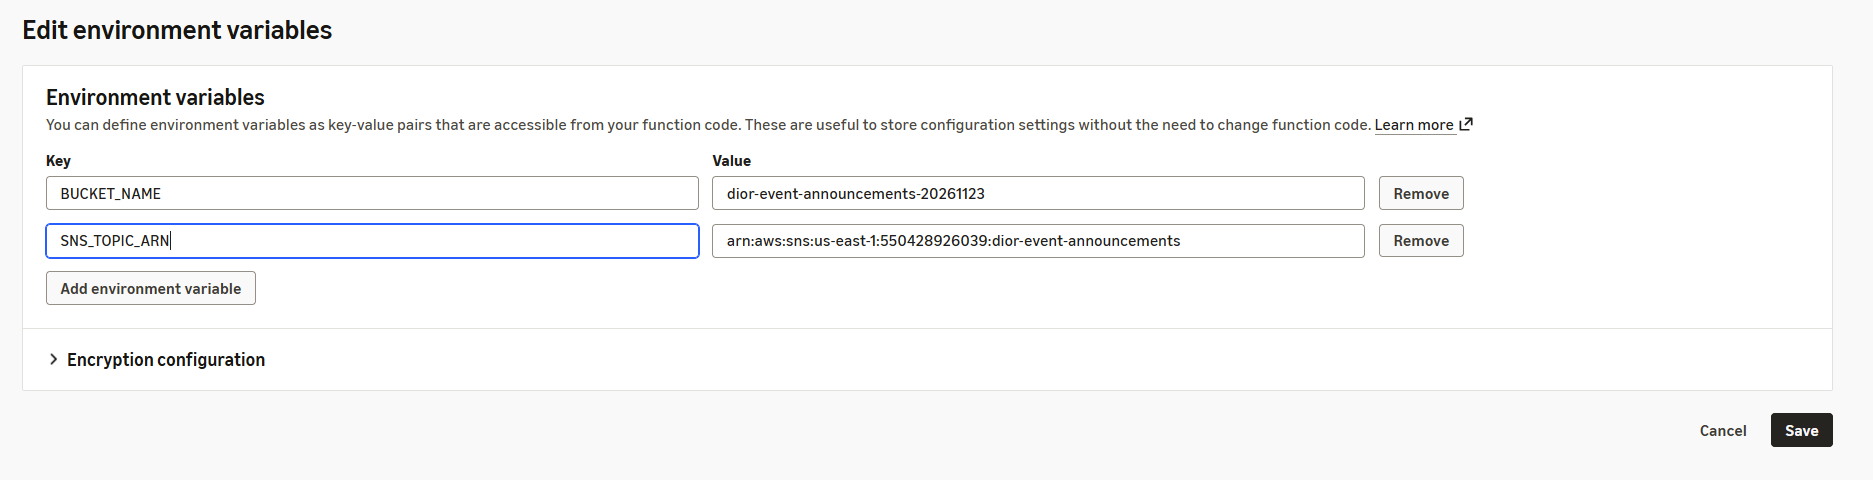 Edit environment variables
Environment variables
You can define environment variables as key-value pairs that are accessible from your function code. These are useful to store configuration settings without the need to change function code. Learn more
Key Value
BUCKET_NAME dior-event-announcements-20261123 Remove
SNS_TOPIC_ARN arn:aws:sns:us-east-1:550428926039:dior-event-announcements Remove
Add environment variable
Encryption configuration
Cancel Save